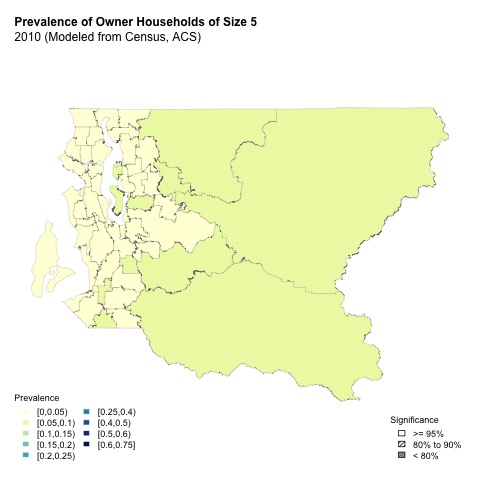 Prevalence of Owner Households of Size 5
2010 (Modeled from Census, ACS)
Prevalence
[0,0.05)
[0.05,0.1)
[0.1,0.15)
[0.15,0.2)
[0.2,0.25)
[0.25,0.4)
[0.4,0.5)
[0.5,0.6)
[0.6,0.75]
Significance
>= 95%
80% to 90%
< 80%